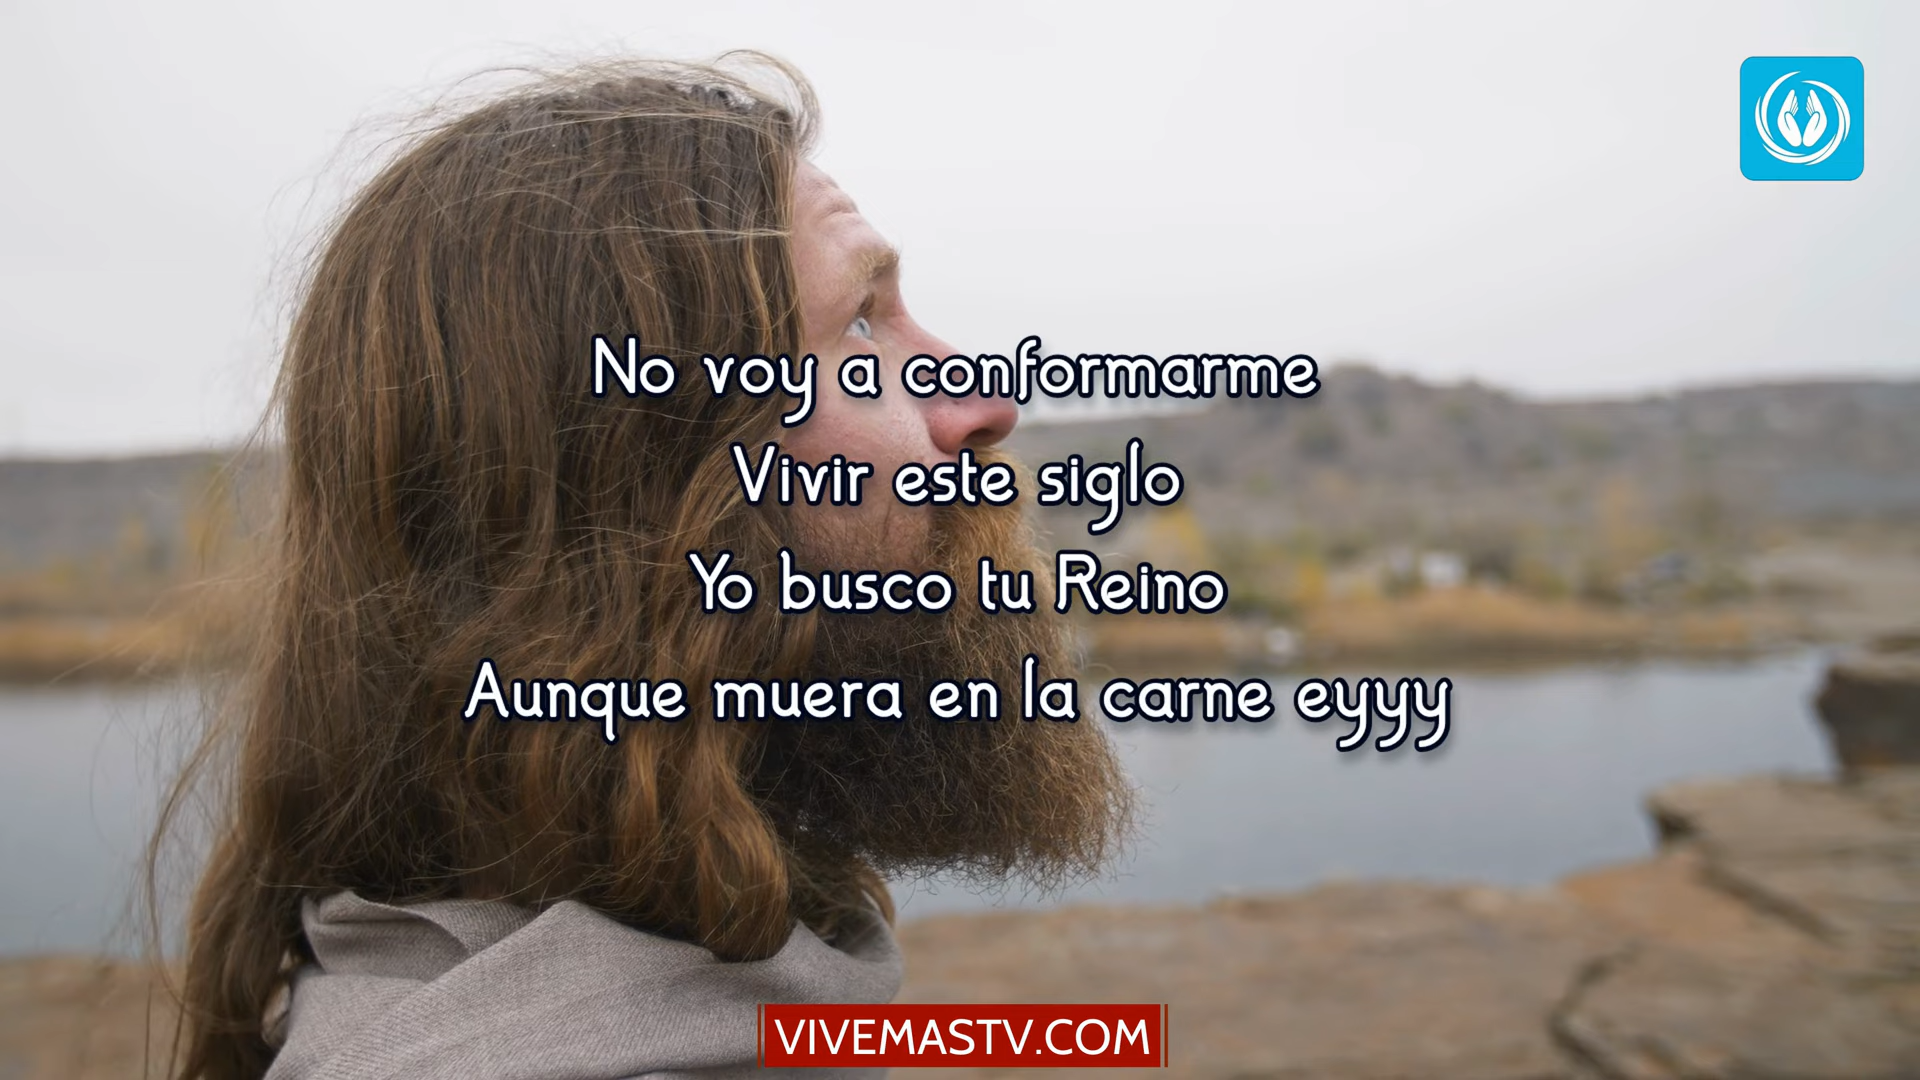 No voy a conformarme
Vivir este siglo
Yo busco tu Reino
Aunque muera en la carne eyyy
VIVEMASTV.COM